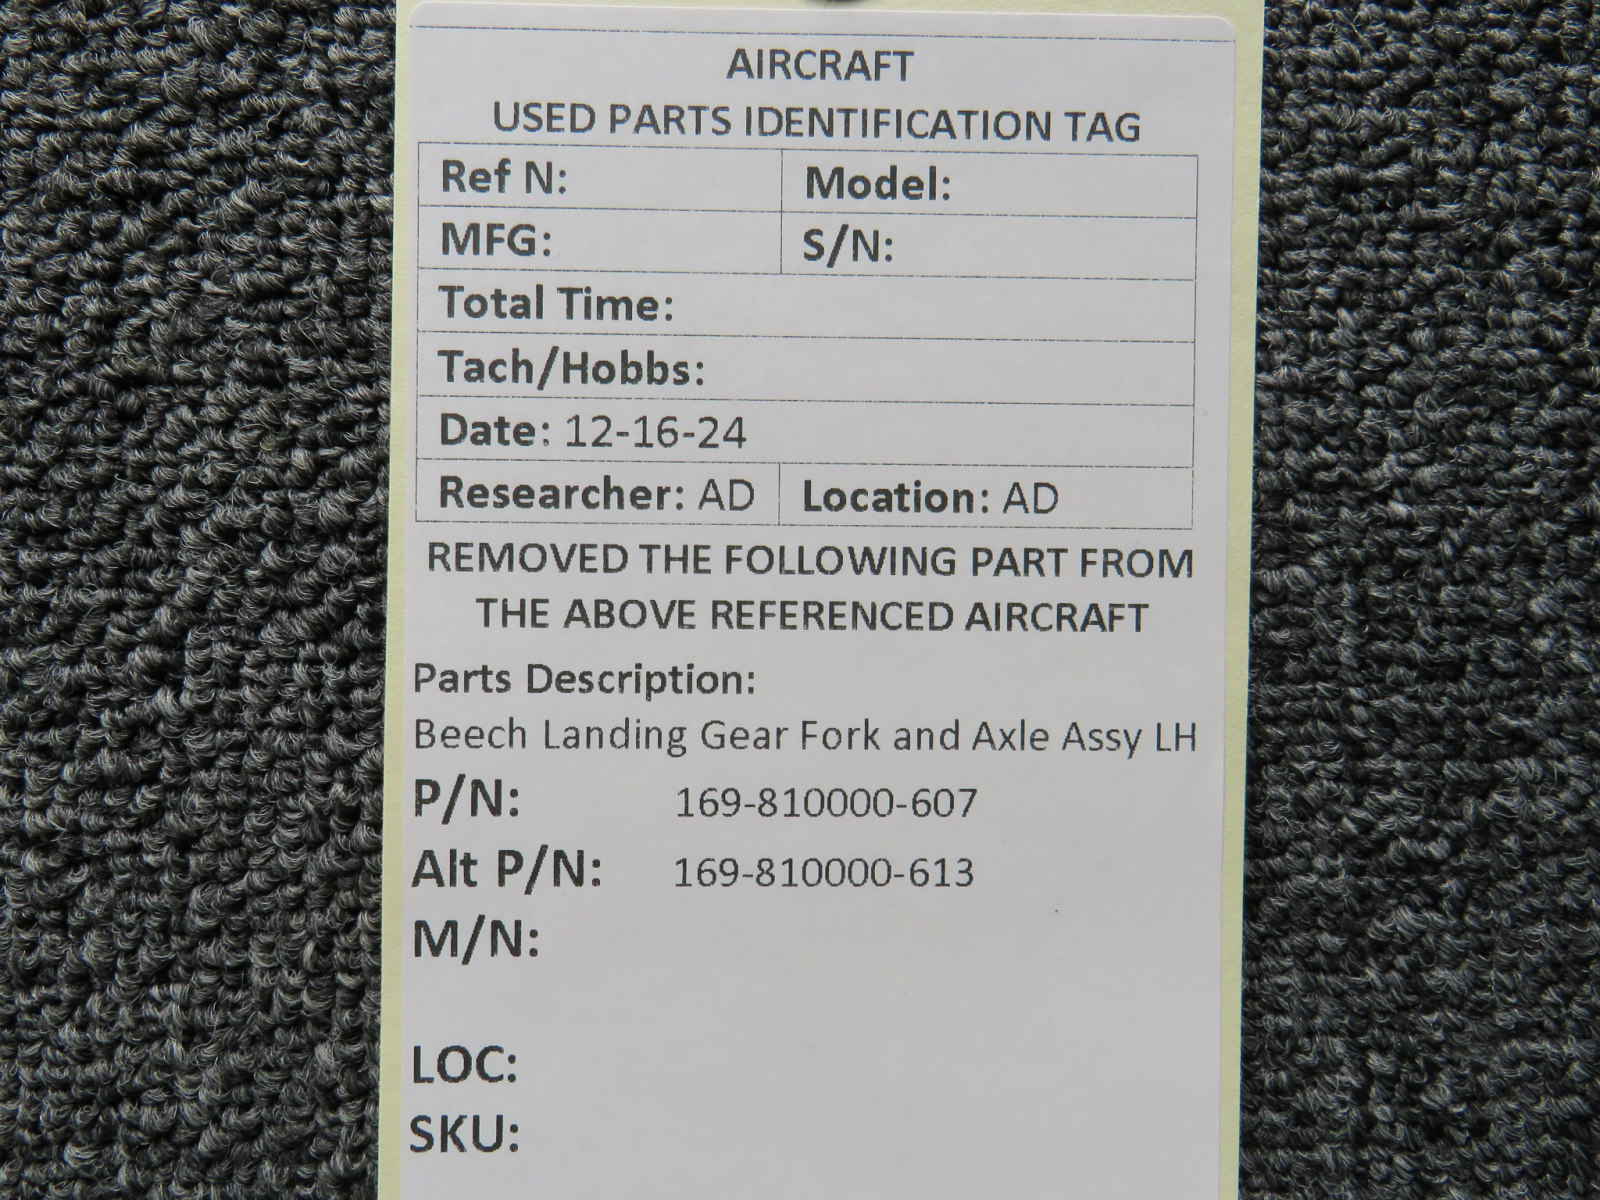 AIRCRAFT
USED PARTS IDENTIFICATION TAG
Ref N: Model:
MFG: S/N:
Total Time:
Tach/Hobbs:
Date: 12-16-24
Researcher: AD Location: AD
REMOVED THE FOLLOWING PART FROM
THE ABOVE REFERENCED AIRCRAFT
Parts Description:
Beech Landing Gear Fork and Axle Assy LH
P/N: 169-810000-607
Alt P/N: 169-810000-613
M/N:
LOC:
SKU: